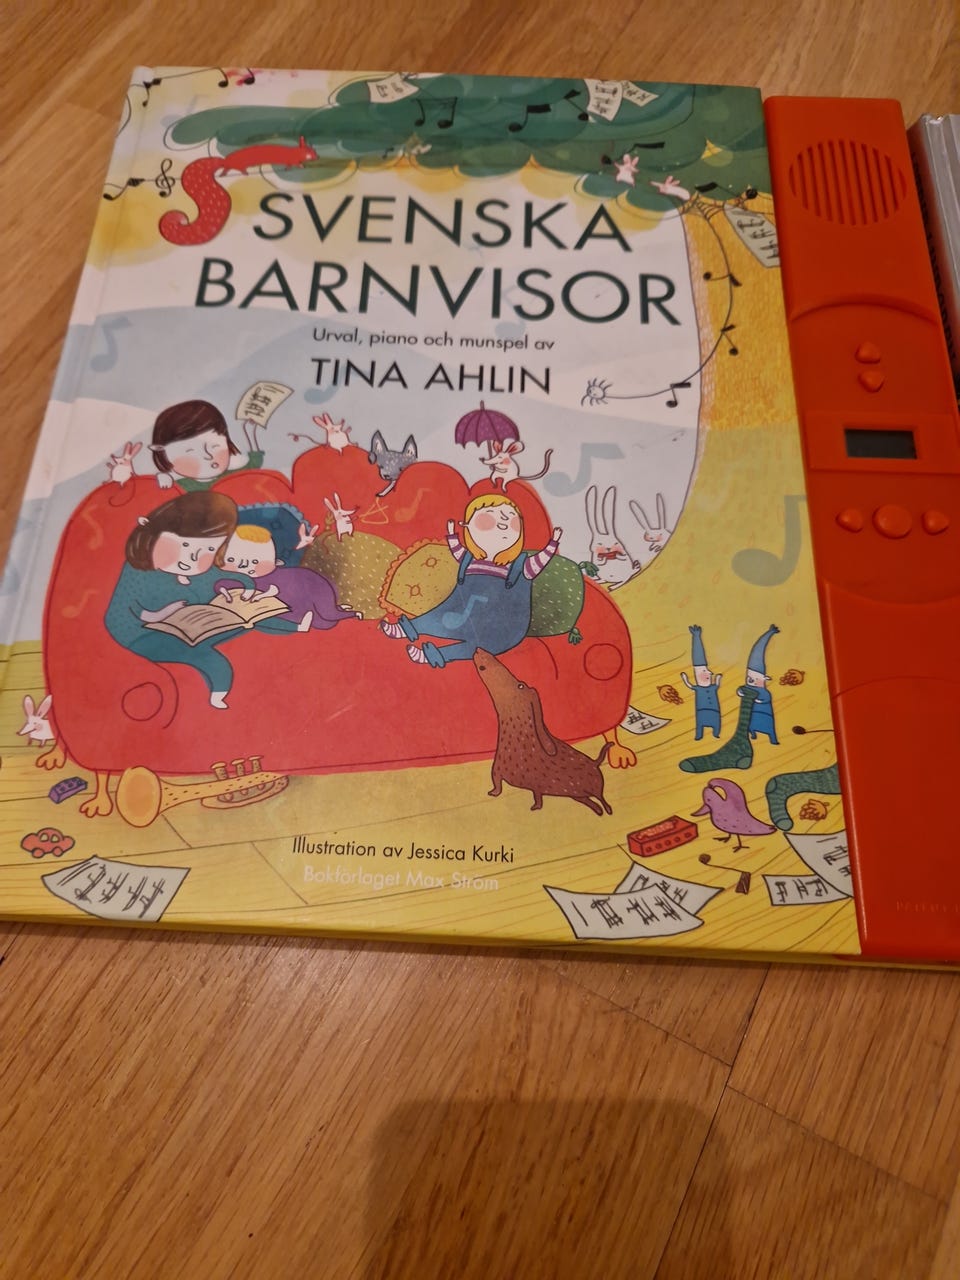 SVENSKA
BARNVISOR
Urval, piano och munspel av
TINA AHLIN
Illustration av Jessica Kurki
Bokförlaget Max Ström